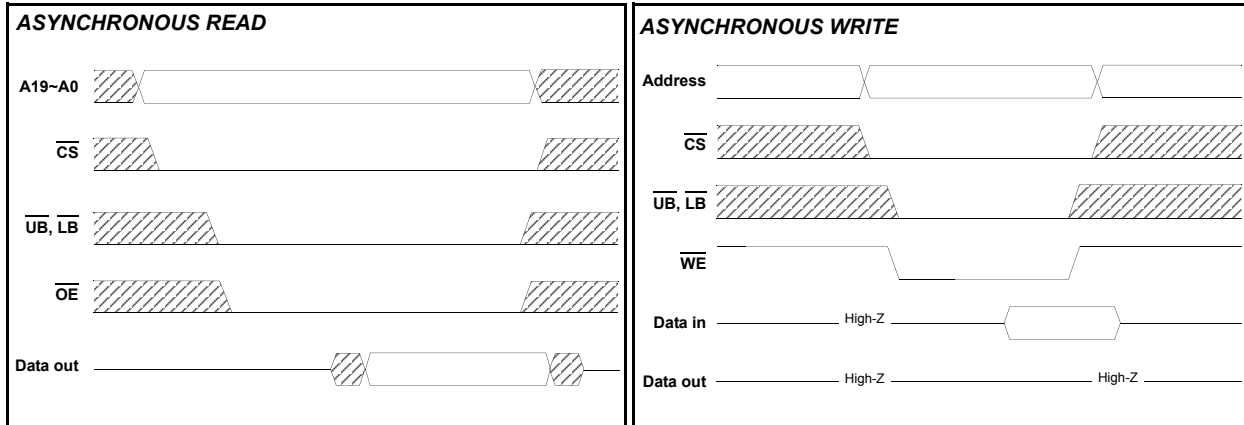 ASYNCHRONOUS READ
A19~A0
CS
UB, LB
OE
Data out
ASYNCHRONOUS WRITE
Address
CS
UB, LB
WE
Data in High-Z
Data out High-Z High-Z